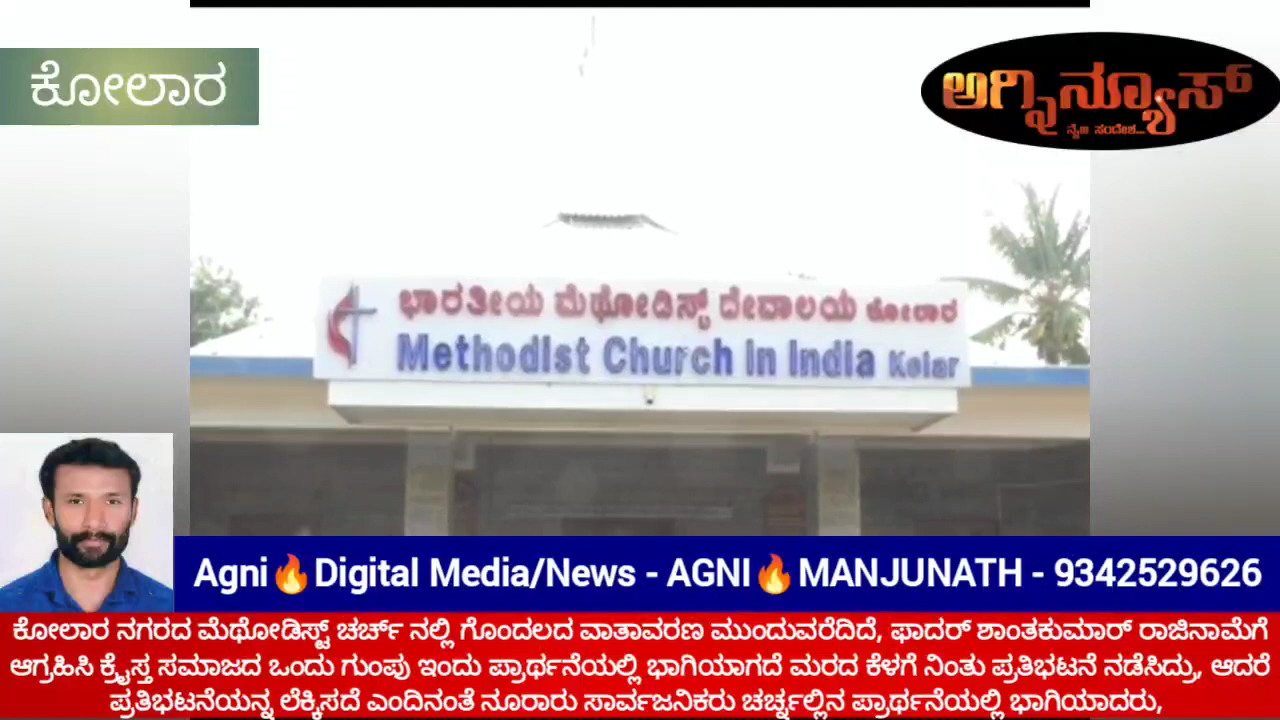 ಕೋಲಾರ
ಅಗ್ನಿನ್ಯೂಸ್
ನೈಜ ಸಂದೇಶ...
ಭಾರತೀಯ ಮೆಥೋಡಿಸ್ಟ್ ದೇವಾಲಯ ಕೋಲಾರ
Methodist Church in India Kolar
Agni🔥Digital Media/News - AGNI🔥MANJUNATH - 9342529626
ಕೋಲಾರ ನಗರದ ಮೆಥೋಡಿಸ್ಟ್ ಚರ್ಚ್ ನಲ್ಲಿ ಗೊಂದಲದ ವಾತಾವರಣ ಮುಂದುವರೆದಿದೆ, ಫಾದರ್ ಶಾಂತಕುಮಾರ್ ರಾಜಿನಾಮೆಗೆ
ಆಗ್ರಹಿಸಿ ಕ್ರೈಸ್ತ ಸಮಾಜದ ಒಂದು ಗುಂಪು ಇಂದು ಪ್ರಾರ್ಥನೆಯಲ್ಲಿ ಭಾಗಿಯಾಗದೆ ಮರದ ಕೆಳಗೆ ನಿಂತು ಪ್ರತಿಭಟನೆ ನಡೆಸಿದ್ರು, ಆದರೆ
ಪ್ರತಿಭಟನೆಯನ್ನ ಲೆಕ್ಕಿಸದೆ ಎಂದಿನಂತೆ ನೂರಾರು ಸಾರ್ವಜನಿಕರು ಚರ್ಚ್ನಲ್ಲಿನ ಪ್ರಾರ್ಥನೆಯಲ್ಲಿ ಭಾಗಿಯಾದರು,